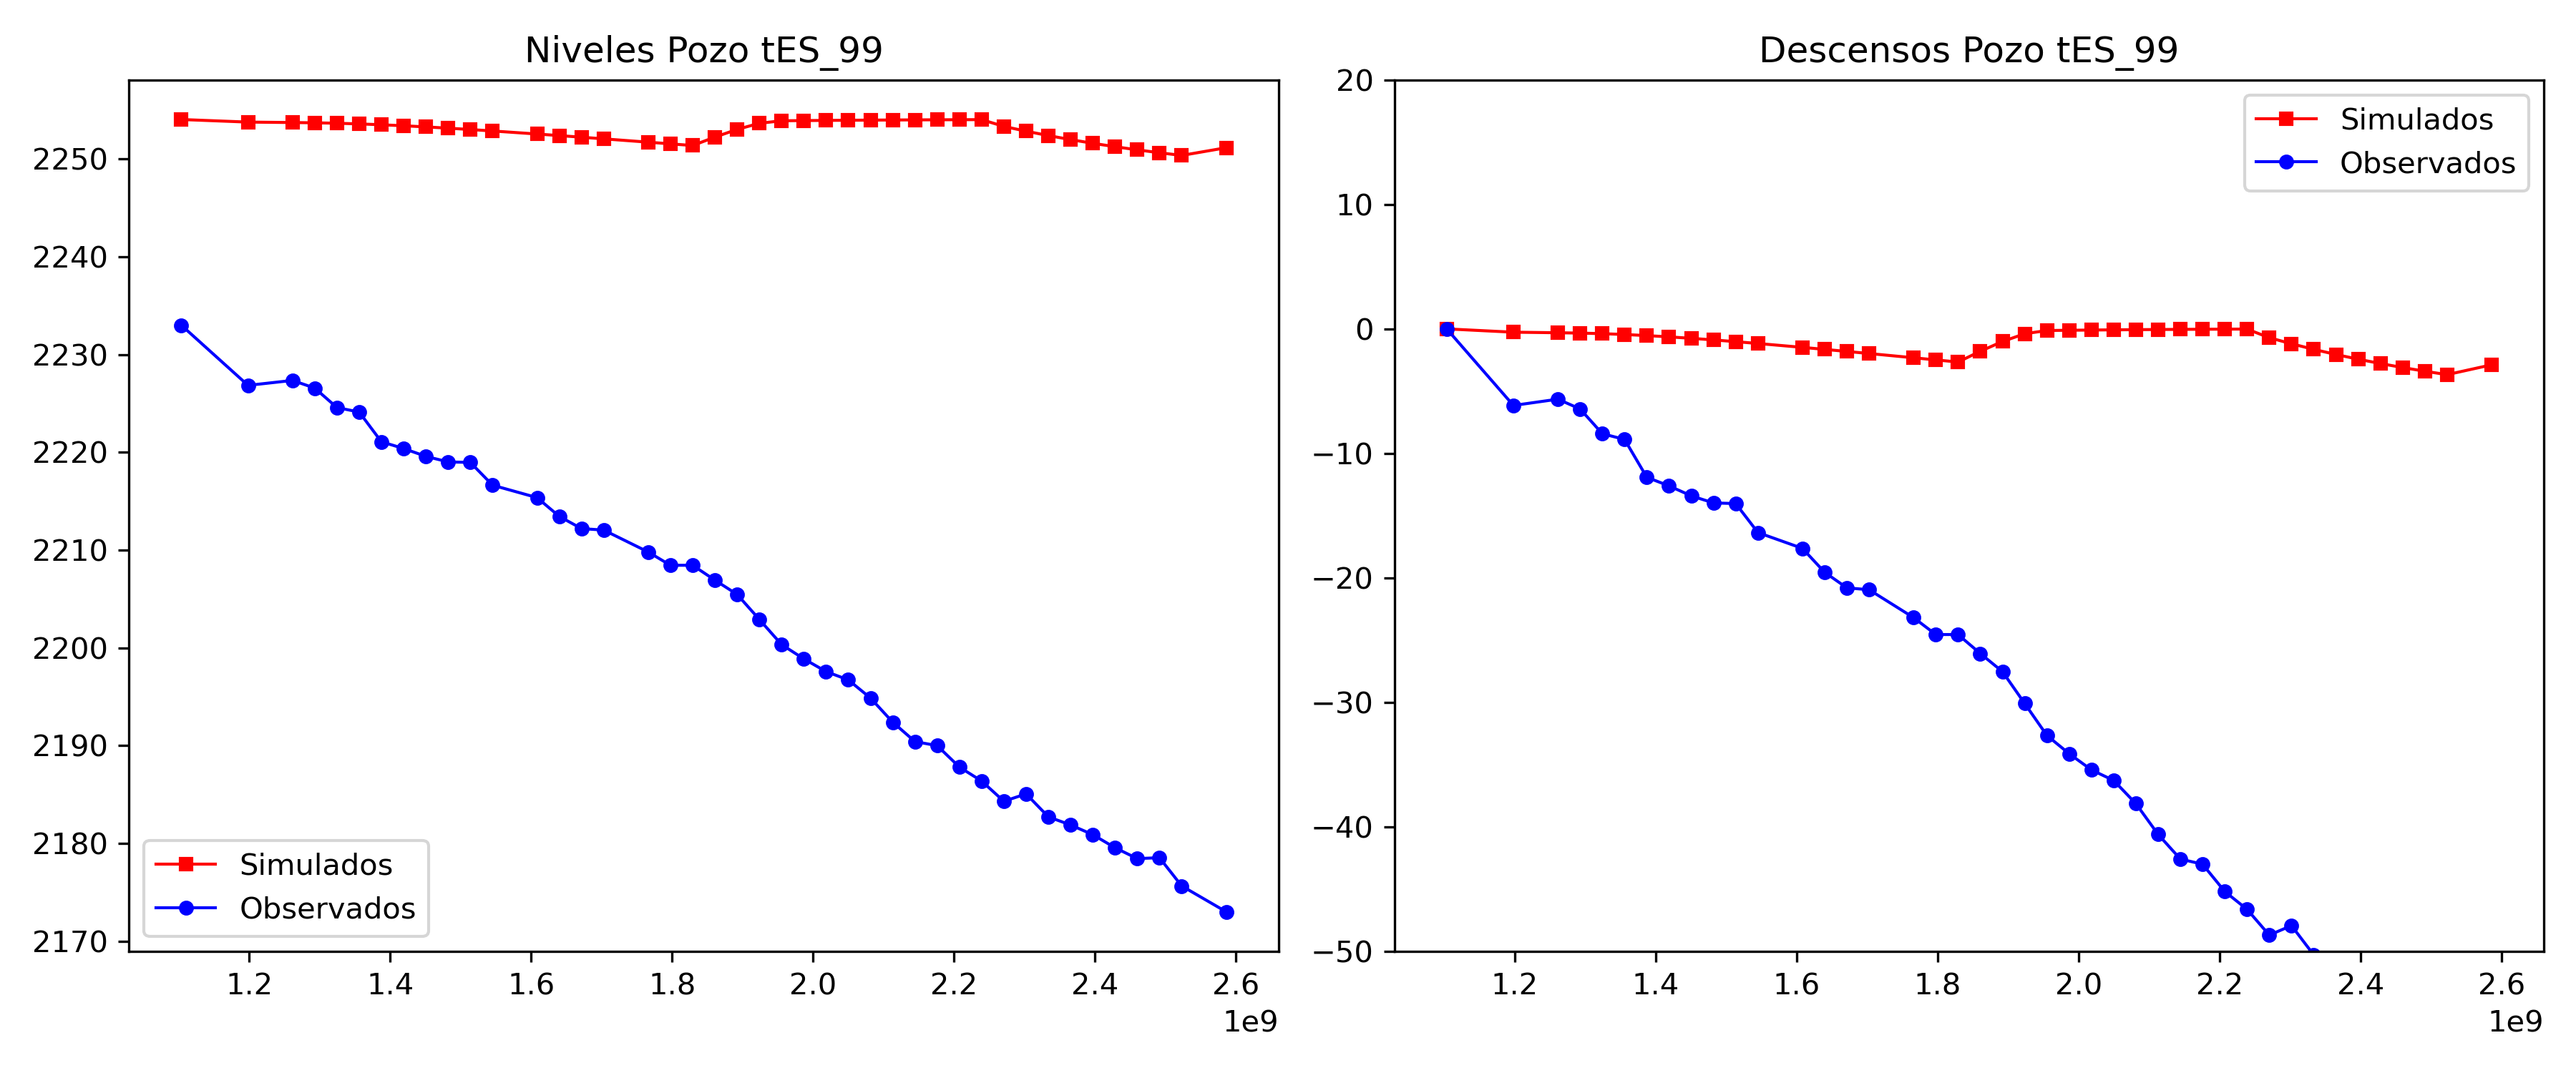 Niveles Pozo tES_99
2250
2240
2230
2220
2210
2200
2190
2180
2170
Simulados
Observados
1.2 1.4 1.6 1.8 2.0 2.2 2.4 2.6
1e9
Descensos Pozo tES_99
20
10
0
−10
−20
−30
−40
−50
Simulados
Observados
1.2 1.4 1.6 1.8 2.0 2.2 2.4 2.6
1e9